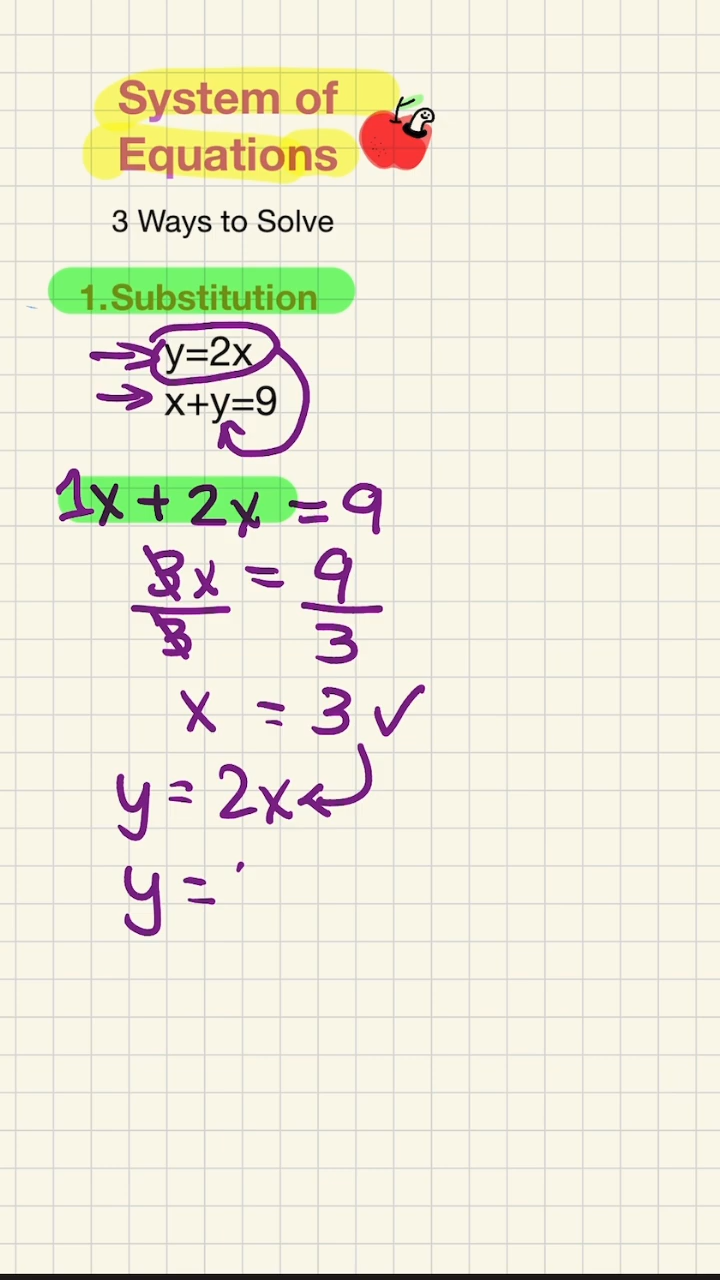 System of
Equations
3 Ways to Solve
1.Substitution
y=2x
x+y=9
1x + 2x = 9
3x = 9
3 3
x = 3 ✓
y = 2x
y =